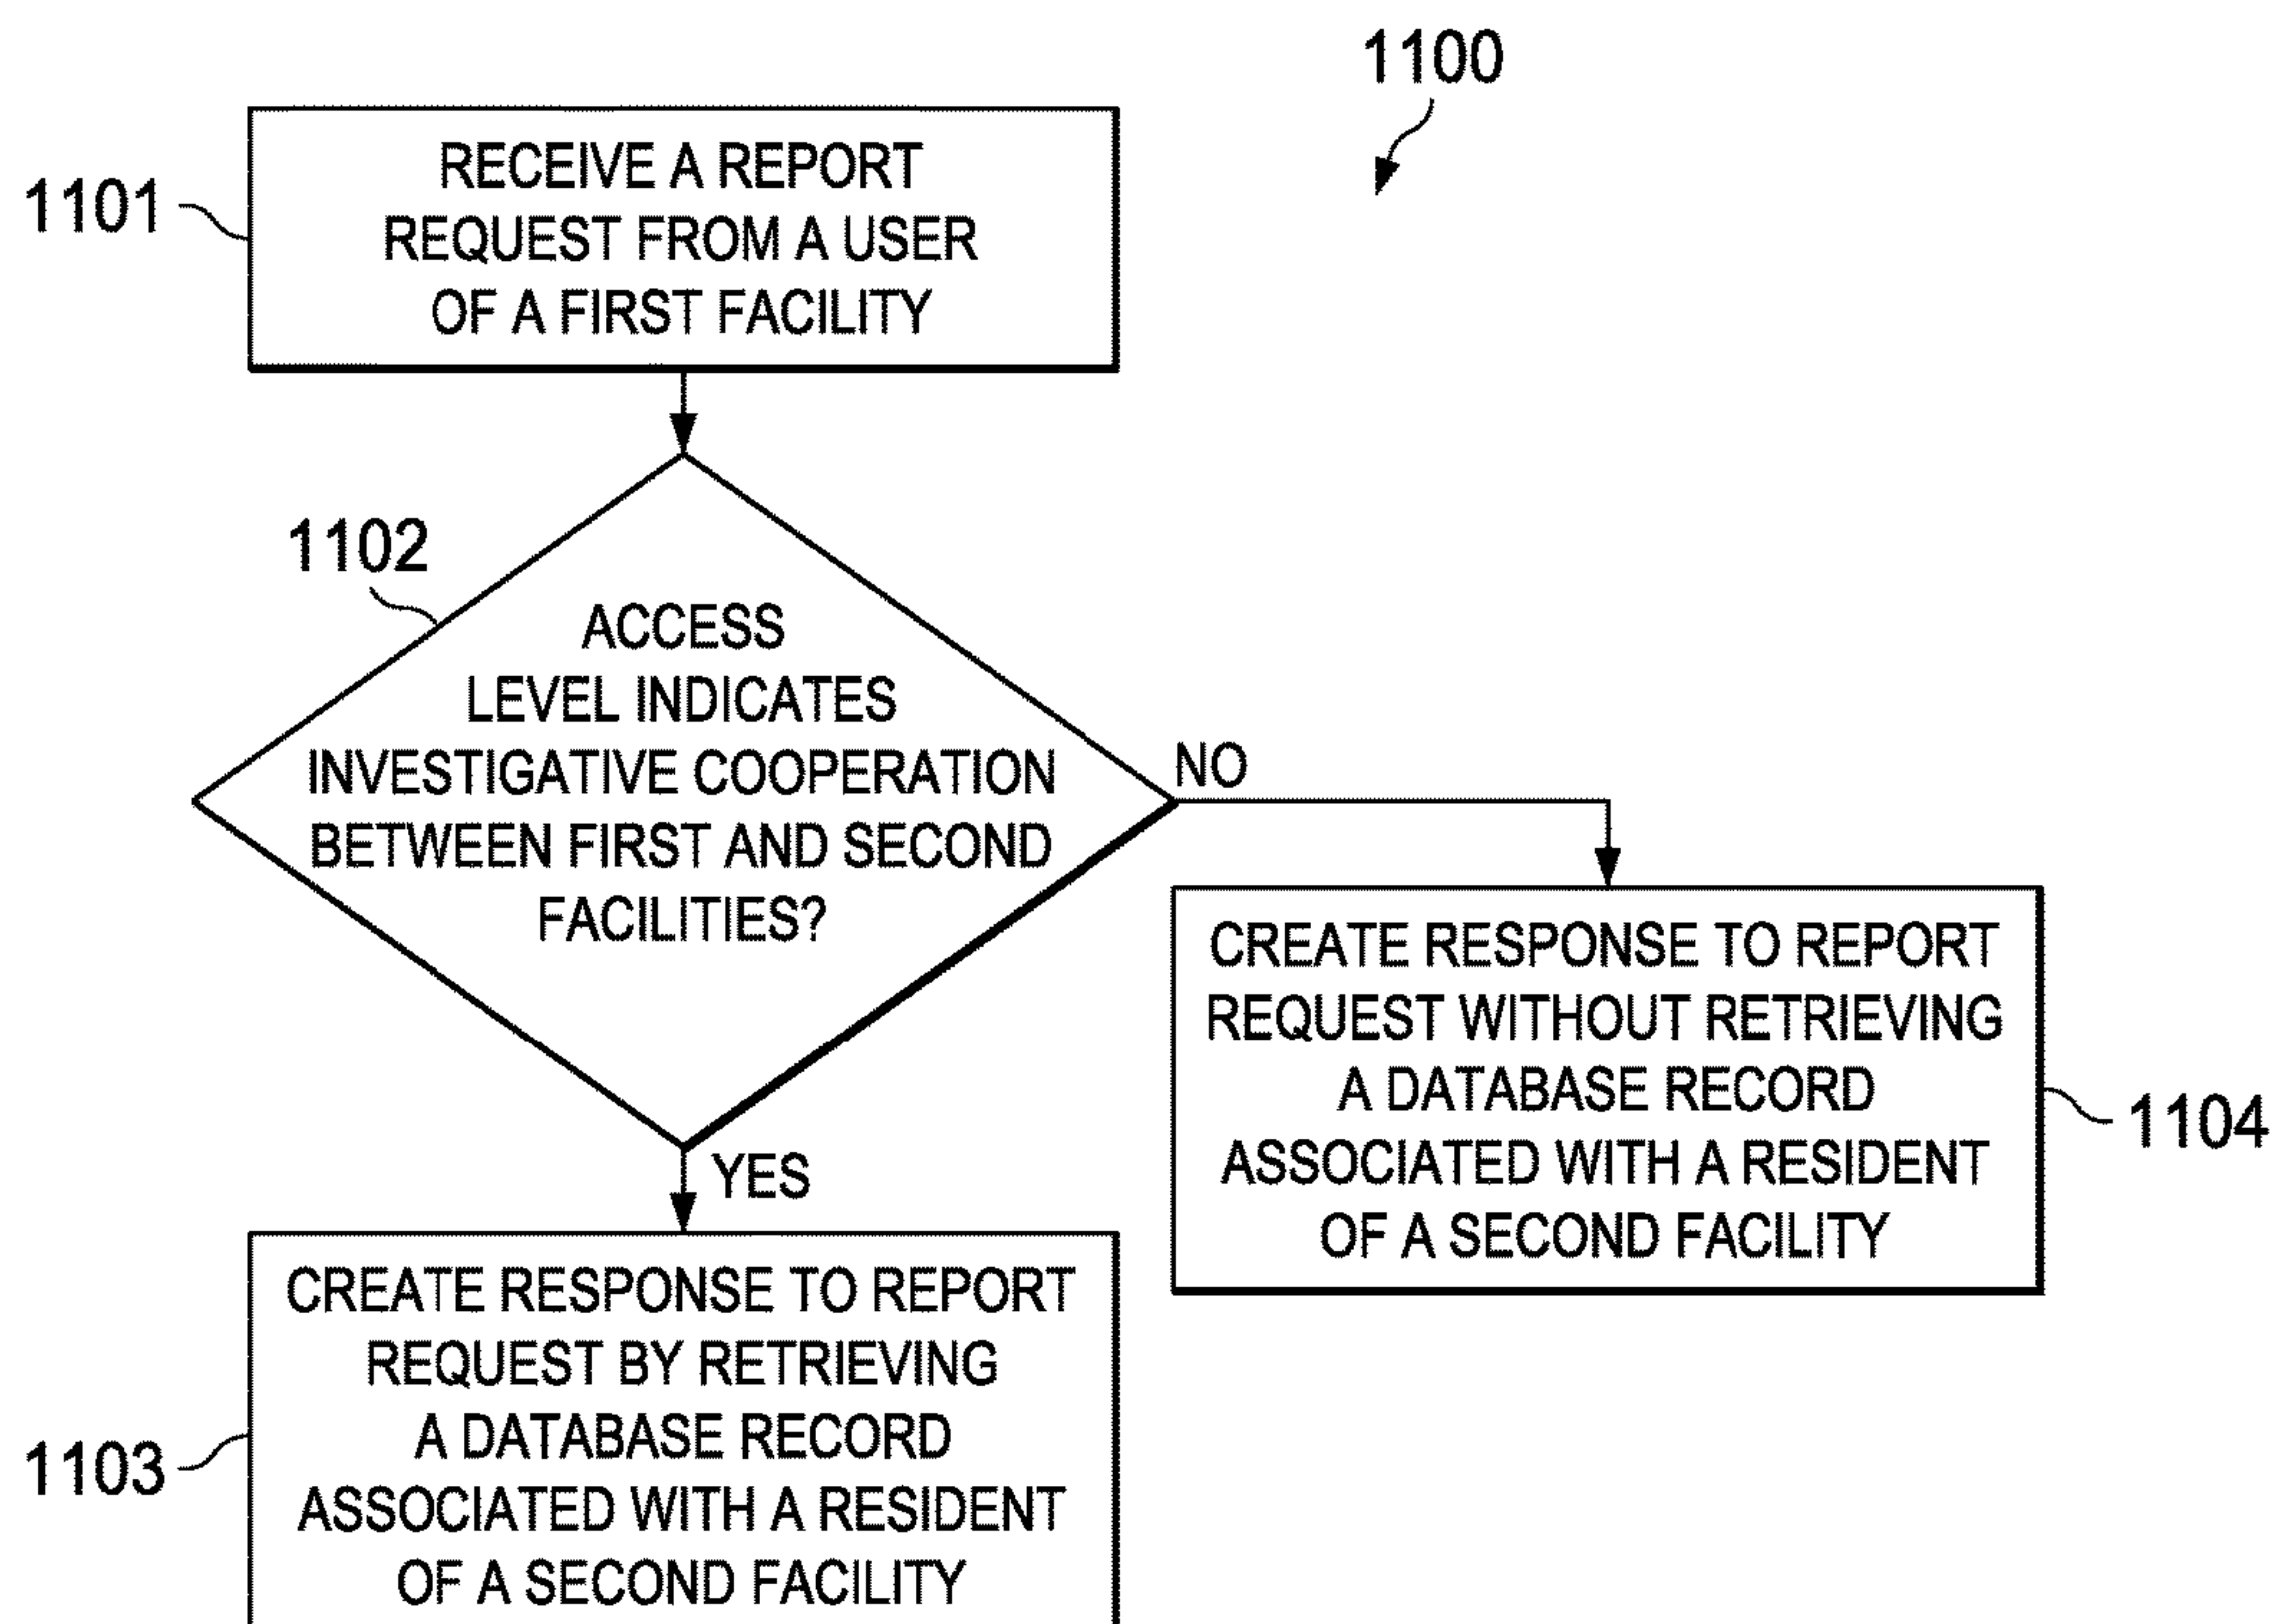 1100
1101
RECEIVE A REPORT
REQUEST FROM A USER
OF A FIRST FACILITY
1102
ACCESS
LEVEL INDICATES
INVESTIGATIVE COOPERATION
BETWEEN FIRST AND SECOND
FACILITIES?
NO
YES
CREATE RESPONSE TO REPORT
REQUEST WITHOUT RETRIEVING
A DATABASE RECORD
ASSOCIATED WITH A RESIDENT
OF A SECOND FACILITY
1104
1103
CREATE RESPONSE TO REPORT
REQUEST BY RETRIEVING
A DATABASE RECORD
ASSOCIATED WITH A RESIDENT
OF A SECOND FACILITY